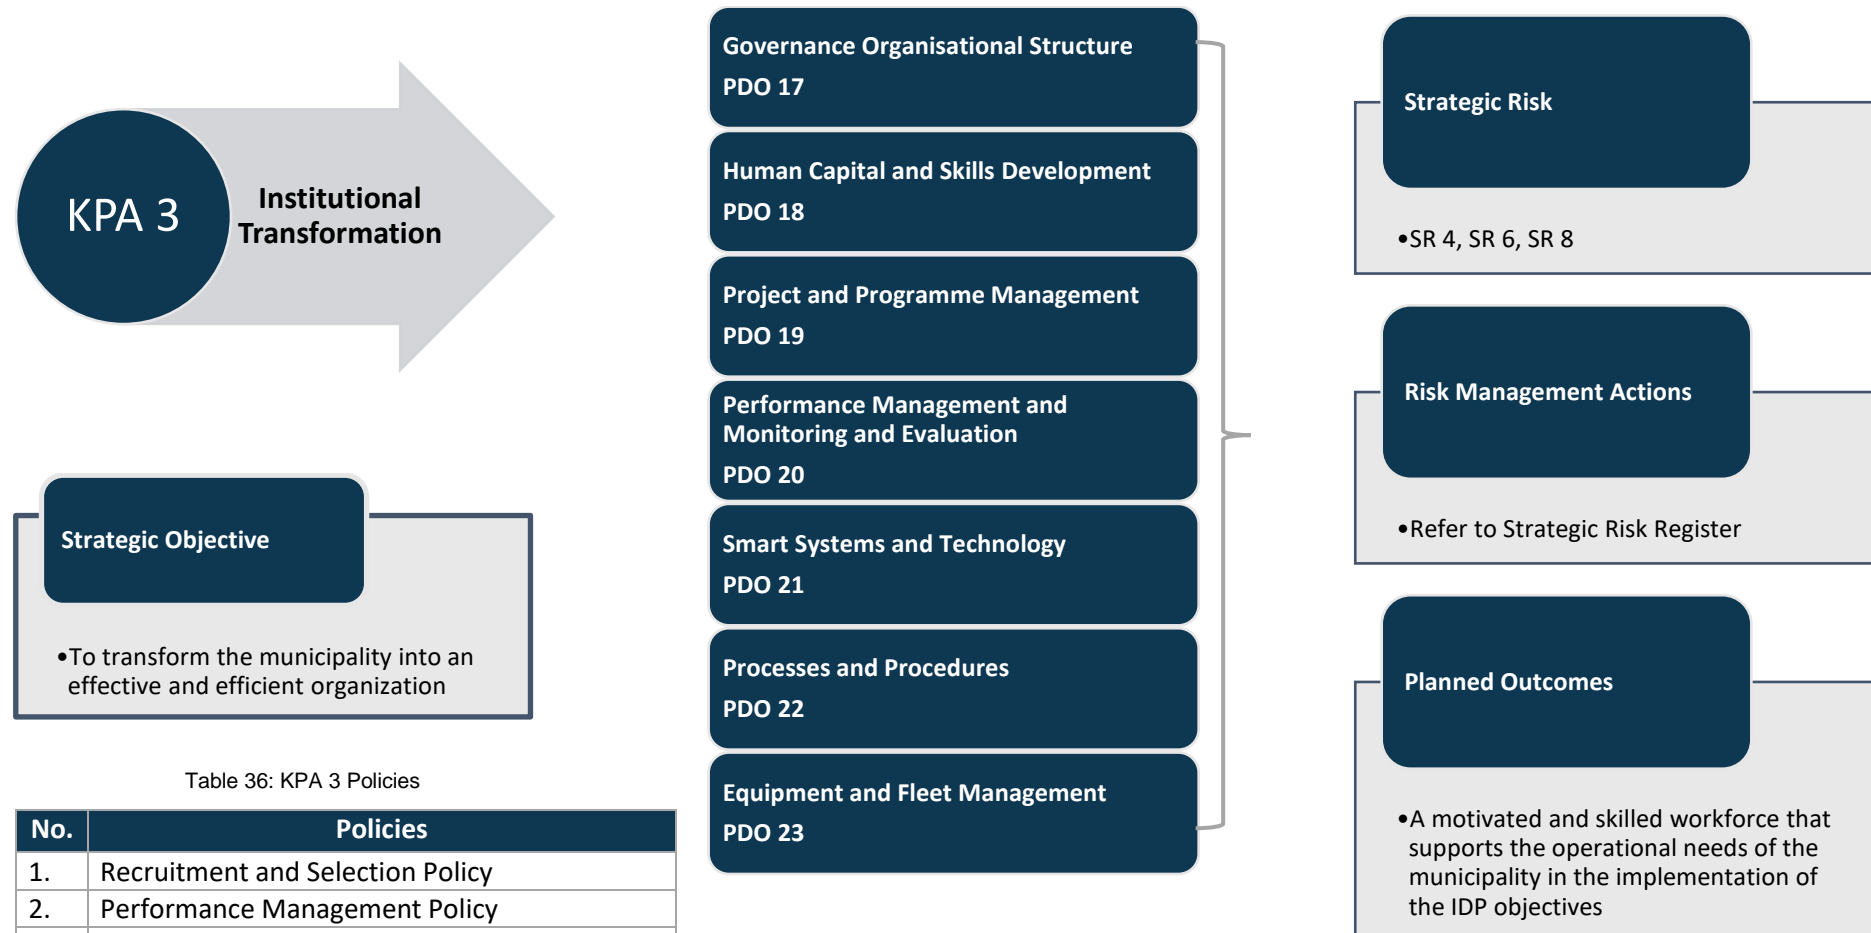 KPA 3
Institutional
Transformation
Strategic Objective
•To transform the municipality into an
effective and efficient organization
Table 36: KPA 3 Policies
No. Policies
1. Recruitment and Selection Policy
2. Performance Management Policy
Governance Organisational Structure
PDO 17
Human Capital and Skills Development
PDO 18
Project and Programme Management
PDO 19
Performance Management and
Monitoring and Evaluation
PDO 20
Smart Systems and Technology
PDO 21
Processes and Procedures
PDO 22
Equipment and Fleet Management
PDO 23
Strategic Risk
•SR 4, SR 6, SR 8
Risk Management Actions
•Refer to Strategic Risk Register
Planned Outcomes
•A motivated and skilled workforce that
supports the operational needs of the
municipality in the implementation of
the IDP objectives